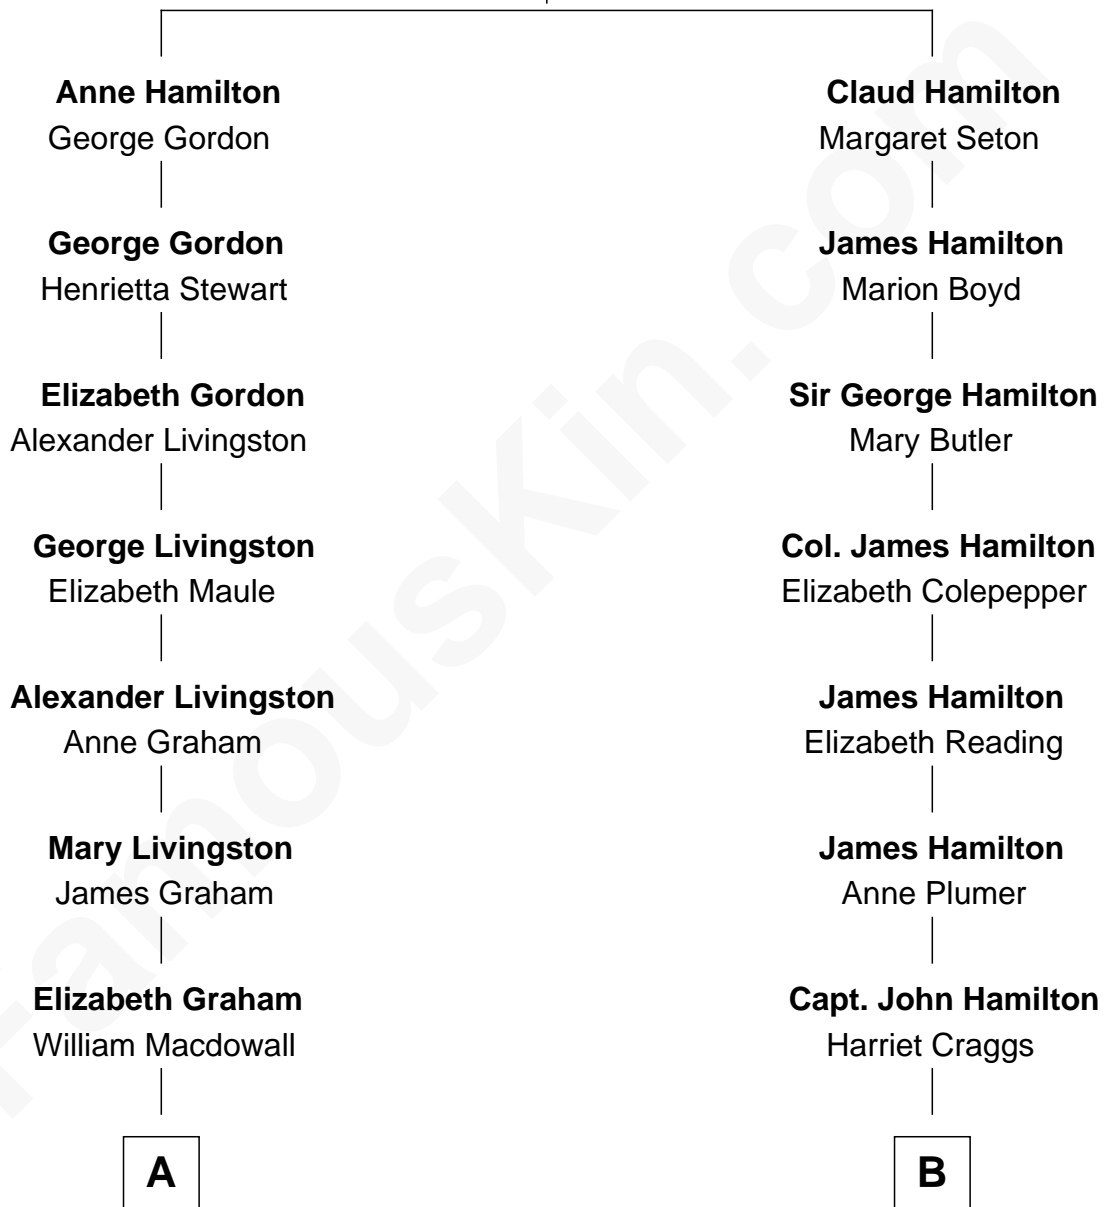 Anne Hamilton
George Gordon
George Gordon
Henrietta Stewart
Elizabeth Gordon
Alexander Livingston
George Livingston
Elizabeth Maule
Alexander Livingston
Anne Graham
Mary Livingston
James Graham
Elizabeth Graham
William Macdowall
A
Claud Hamilton
Margaret Seton
James Hamilton
Marion Boyd
Sir George Hamilton
Mary Butler
Col. James Hamilton
Elizabeth Colepepper
James Hamilton
Elizabeth Reading
James Hamilton
Anne Plumer
Capt. John Hamilton
Harriet Craggs
B
FamousKin.com